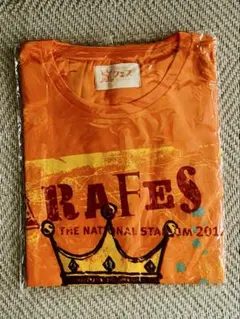 RAFES
THE NATIONAL STADIUM 201